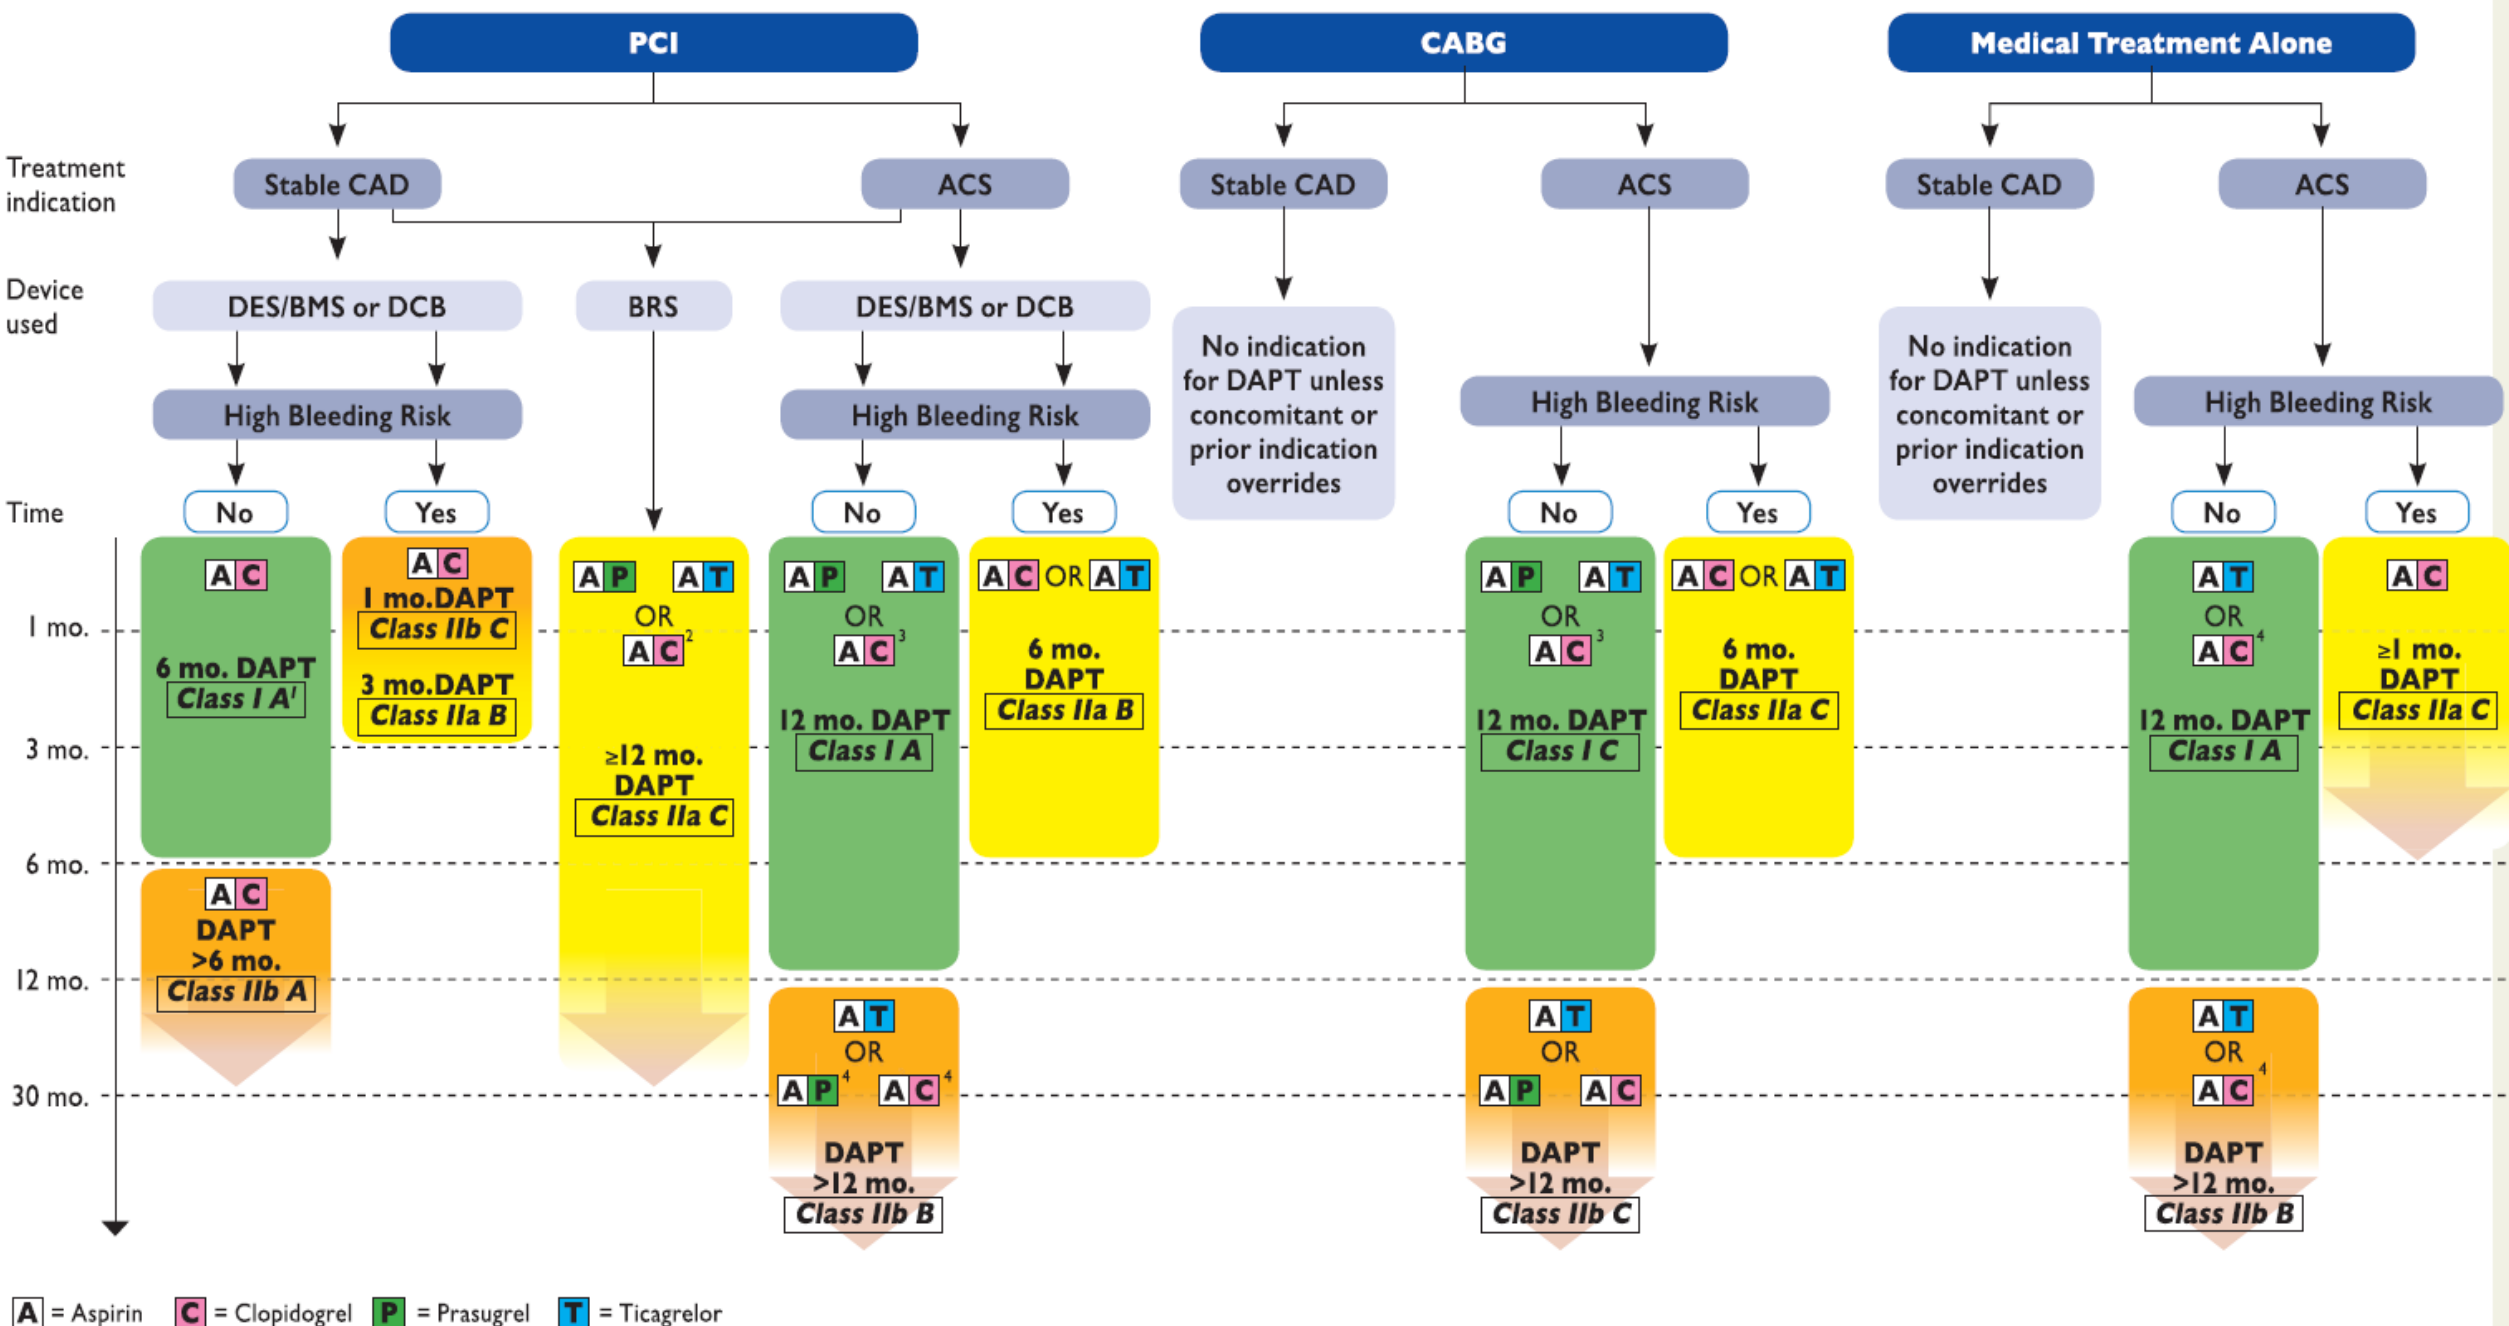 PCI
CABG
Medical Treatment Alone
Treatment
indication
Stable CAD
ACS
Stable CAD
ACS
Stable CAD
ACS
Device
used
DES/BMS or DCB
BRS
DES/BMS or DCB
No indication
for DAPT unless
concomitant or
prior indication
overrides
No indication
for DAPT unless
concomitant or
prior indication
overrides
High Bleeding Risk
High Bleeding Risk
High Bleeding Risk
High Bleeding Risk
Time
No
Yes
No
Yes
No
Yes
No
Yes
1 mo.
3 mo.
6 mo.
12 mo.
30 mo.
A C
6 mo. DAPT
Class I A¹
A C
DAPT
>6 mo.
Class IIb A
A C
1 mo.DAPT
Class IIb C
3 mo.DAPT
Class IIa B
A P A T
OR
A C ²
≥12 mo.
DAPT
Class IIa C
A P A T
OR
A C ³
12 mo. DAPT
Class I A
A T
OR
A P ⁴ A C ⁴
DAPT
>12 mo.
Class IIb B
A C OR A T
6 mo.
DAPT
Class IIa B
A P A T
OR
A C ³
12 mo. DAPT
Class I C
A T
OR
A P A C
DAPT
>12 mo.
Class IIb C
A C OR A T
6 mo.
DAPT
Class IIa C
A T
OR
A C ⁴
12 mo. DAPT
Class I A
A T
OR
A C ⁴
DAPT
>12 mo.
Class IIb B
A C
≥1 mo.
DAPT
Class IIa C
A = Aspirin C = Clopidogrel P = Prasugrel T = Ticagrelor